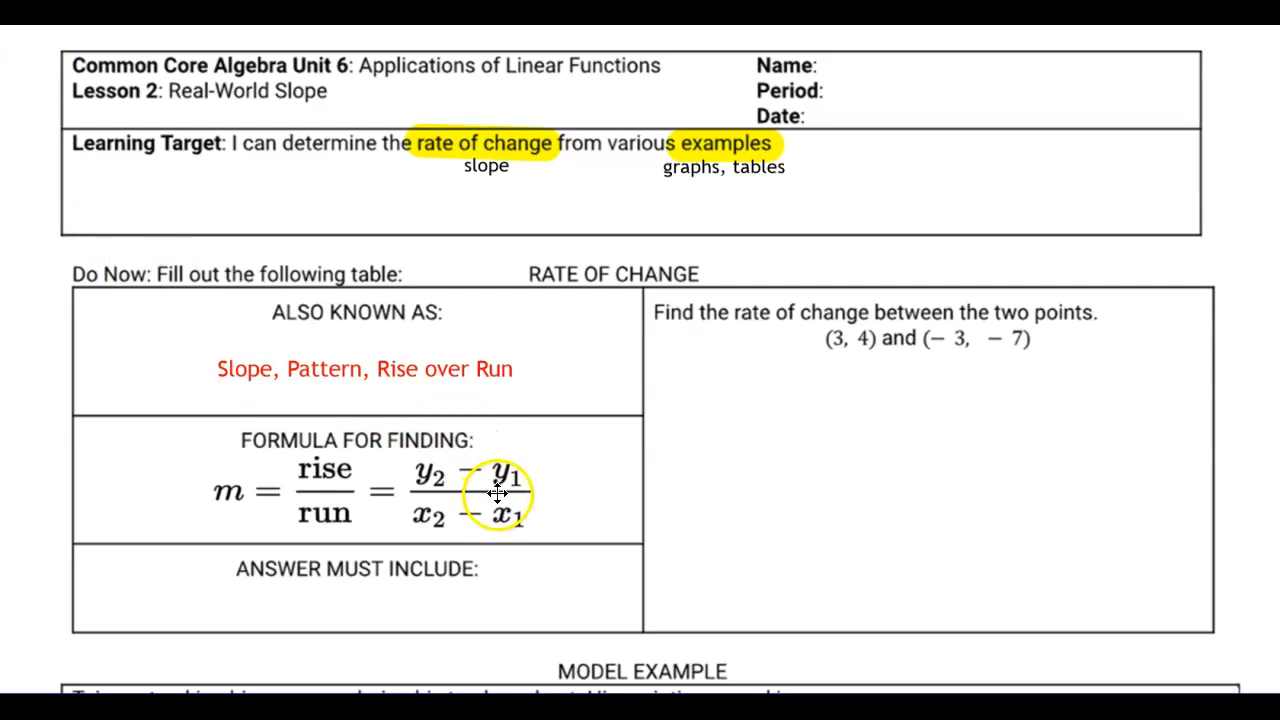 Common Core Algebra Unit 6: Applications of Linear Functions
Name:
Lesson 2: Real-World Slope
Period:
Date:
Learning Target: I can determine the rate of change from various examples
slope
graphs, tables
Do Now: Fill out the following table:
RATE OF CHANGE
ALSO KNOWN AS:
Slope, Pattern, Rise over Run
FORMULA FOR FINDING:
m = rise/run = y₂ − y₁/x₂ − x₁
ANSWER MUST INCLUDE:
Find the rate of change between the two points.
(3, 4) and (− 3, − 7)
MODEL EXAMPLE